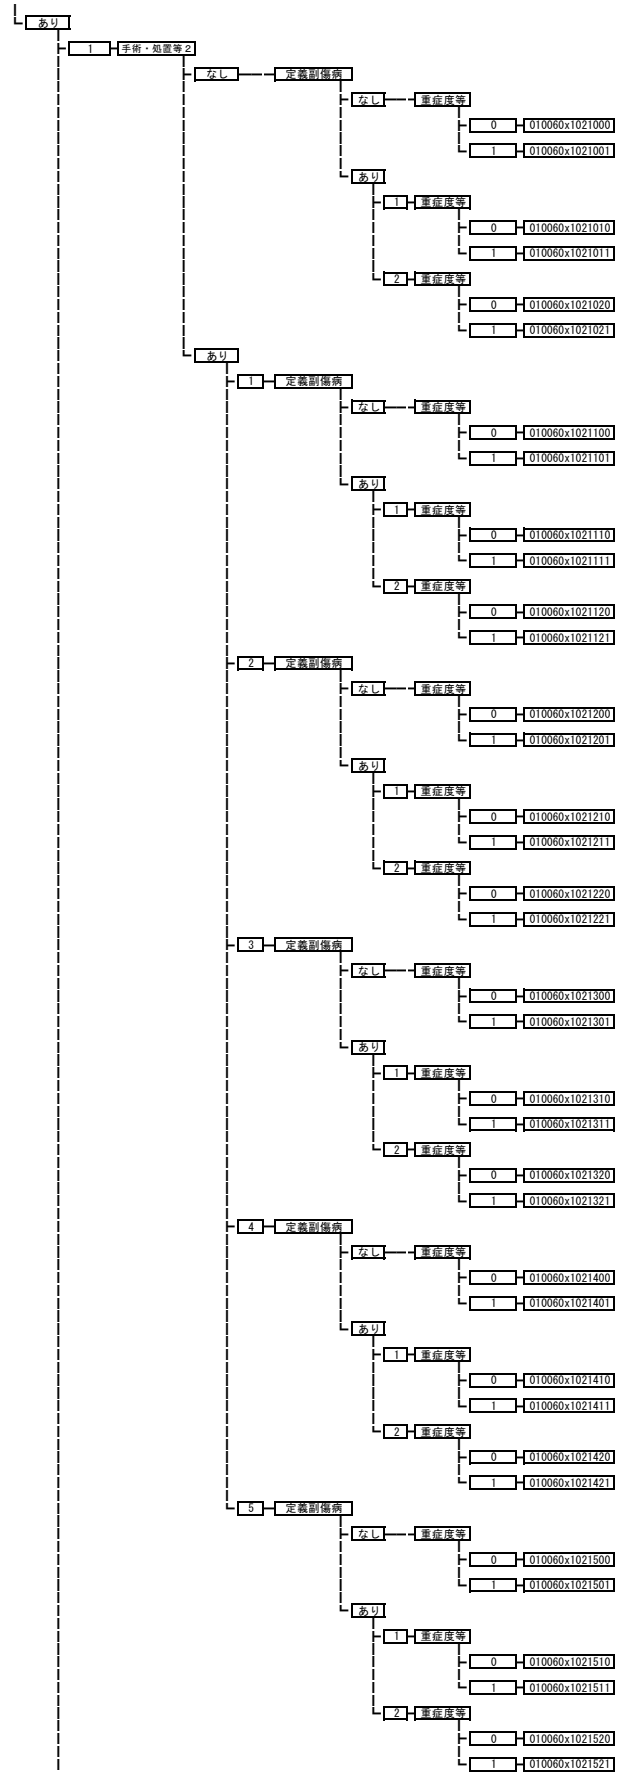 あり
1 手術・処置等2
なし 定義副傷病
なし 重症度等
0 010060x1021000
1 010060x1021001
あり
1 重症度等
0 010060x1021010
1 010060x1021011
2 重症度等
0 010060x1021020
1 010060x1021021
あり
1 定義副傷病
なし 重症度等
0 010060x1021100
1 010060x1021101
あり
1 重症度等
0 010060x1021110
1 010060x1021111
2 重症度等
0 010060x1021120
1 010060x1021121
2 定義副傷病
なし 重症度等
0 010060x1021200
1 010060x1021201
あり
1 重症度等
0 010060x1021210
1 010060x1021211
2 重症度等
0 010060x1021220
1 010060x1021221
3 定義副傷病
なし 重症度等
0 010060x1021300
1 010060x1021301
あり
1 重症度等
0 010060x1021310
1 010060x1021311
2 重症度等
0 010060x1021320
1 010060x1021321
4 定義副傷病
なし 重症度等
0 010060x1021400
1 010060x1021401
あり
1 重症度等
0 010060x1021410
1 010060x1021411
2 重症度等
0 010060x1021420
1 010060x1021421
5 定義副傷病
なし 重症度等
0 010060x1021500
1 010060x1021501
あり
1 重症度等
0 010060x1021510
1 010060x1021511
2 重症度等
0 010060x1021520
1 010060x1021521